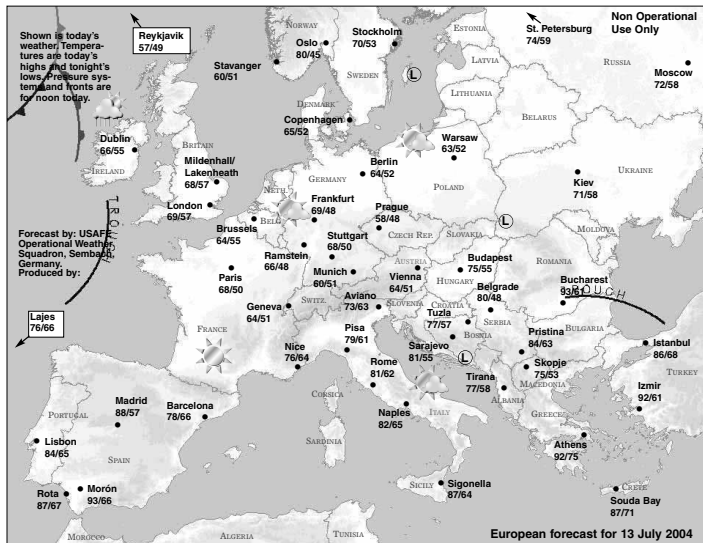 Shown is today's
weather. Tempera-
tures are today's
highs and tonight's
lows. Pressure sys-
tems and fronts are
for noon today.
Reykjavik
57/49
NORWAY
Oslo
80/45
Stockholm
70/53
St. Petersburg
74/59
Non Operational
Use Only
Stavanger
60/51
SWEDEN
L
ESTONIA
LATVIA
LITHUANIA
RUSSIA
Moscow
72/58
DENMARK
Copenhagen
65/52
BELARUS
Dublin
66/55
IRELAND
BRITAIN
Mildenhall/
Lakenheath
68/57
London
69/57
TROUGH
NETH.
BELG.
GERMANY
Berlin
64/52
Warsaw
63/52
POLAND
Kiev
71/58
UKRAINE
Frankfurt
69/48
Prague
58/48
CZECH REP.
SLOVAKIA
L
MOLDOVA
Forecast by: USAFE
Operational Weather
Squadron, Sembach,
Germany.
Produced by:
Brussels
64/55
Ramstein
66/48
Stuttgart
68/50
Munich
60/51
AUSTRIA
Vienna
64/51
Budapest
75/55
HUNGARY
ROMANIA
Paris
68/50
Lajes
76/66
Geneva
64/51
SWITZ.
Aviano
73/63
SLOVENIA
CROATIA
Belgrade
80/48
Bucharest
93/61
TROUGH
FRANCE
Pisa
79/61
Tuzla
77/57
BOSNIA
SERBIA
BULGARIA
Nice
76/64
Sarajevo
81/55
L
Pristina
84/63
Istanbul
86/68
Skopje
75/53
MACEDONIA
TURKEY
Rome
81/62
Tirana
77/58
ALBANIA
Izmir
92/61
Naples
82/65
ITALY
GREECE
Athens
92/75
CORSICA
SARDINIA
PORTUGAL
Madrid
88/57
Barcelona
78/66
Lisbon
84/65
SPAIN
Rota
87/67
Morón
93/66
SICILY
Sigonella
87/64
CRETE
Souda Bay
87/71
MOROCCO
ALGERIA
TUNISIA
European forecast for 13 July 2004